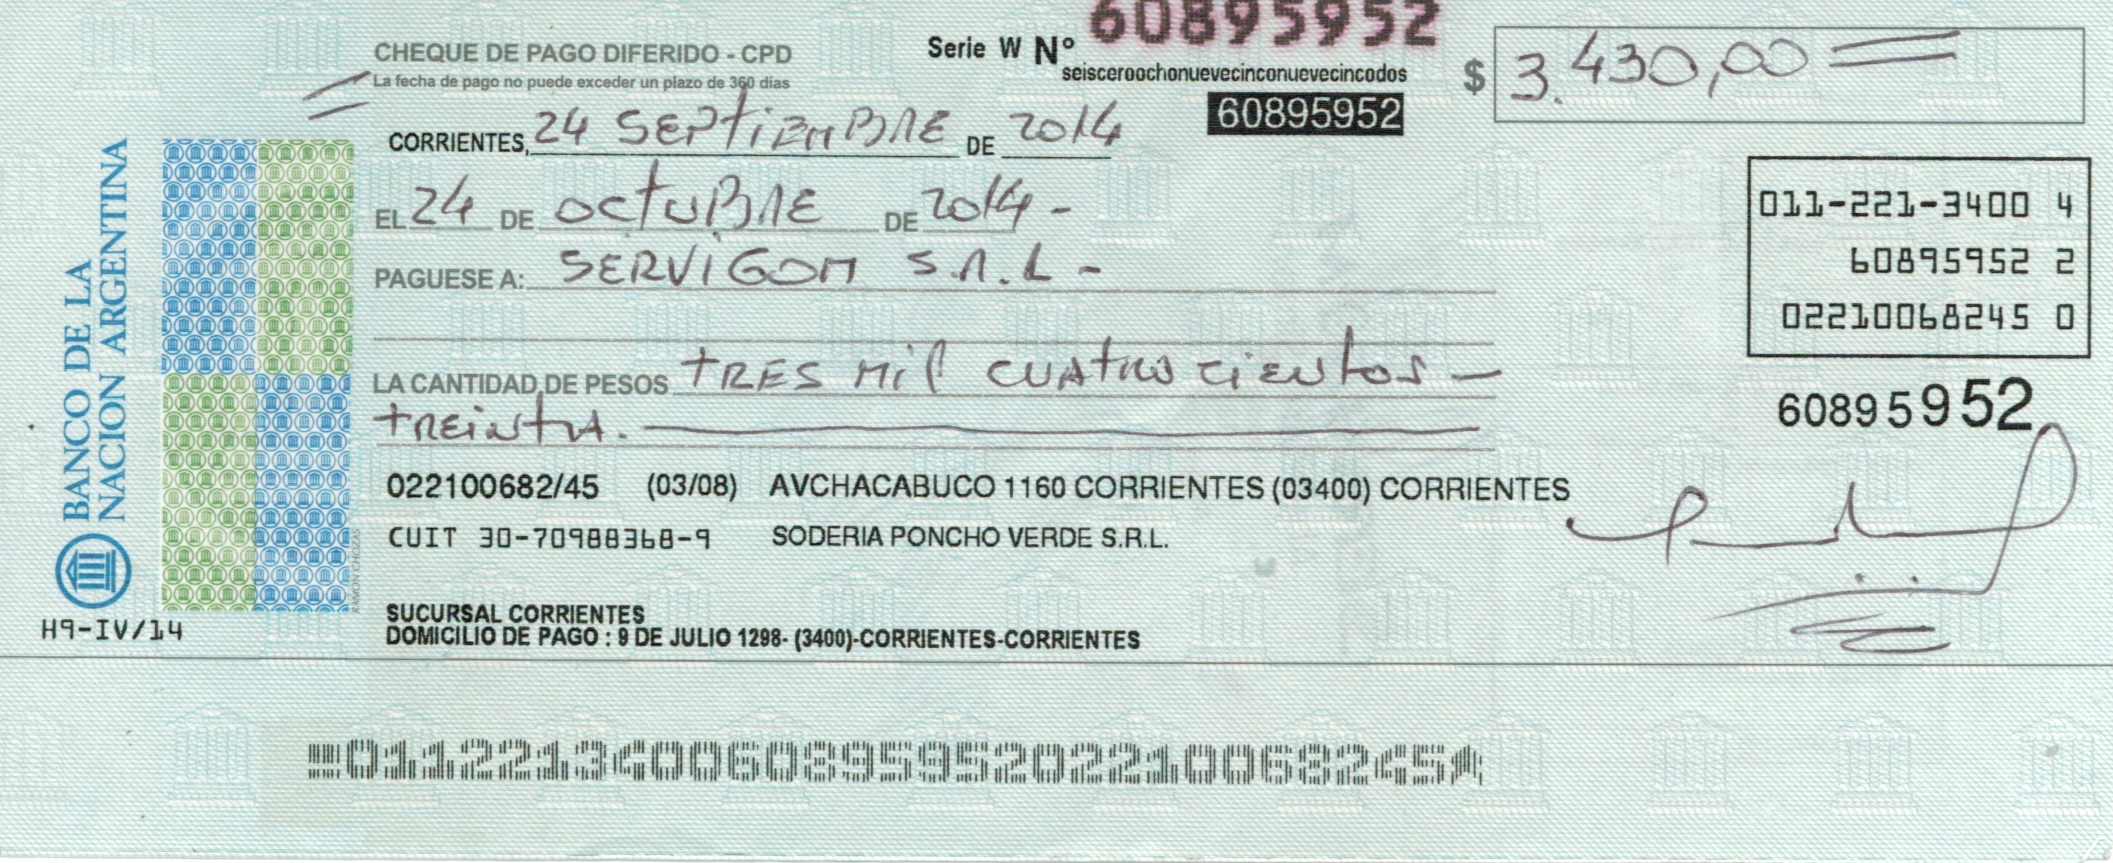 60895952
CHEQUE DE PAGO DIFERIDO - CPD
Serie W Nº
La fecha de pago no puede exceder un plazo de 360 dias
seisceroochonuevecinconuevecincodos
$ 3.430,00
60895952
CORRIENTES, 24 SEPTIEMBRE DE 2014
EL 24 DE OCTUBRE DE 2014 -
PAGUESE A: SERVIGOM S.R.L -
LA CANTIDAD DE PESOS TRES Mil CUATROCIENTOS -
TREINTA.
011-221-3400 4
60895952 2
02210068245 0
60895952
022100682/45 (03/08) AVCHACABUCO 1160 CORRIENTES (03400) CORRIENTES
CUIT 30-70988368-9 SODERIA PONCHO VERDE S.R.L.
SUCURSAL CORRIENTES
DOMICILIO DE PAGO : 9 DE JULIO 1298- (3400)-CORRIENTES-CORRIENTES
BANCO DE LA
NACION ARGENTINA
RAMON CHOZAS
H9-IV/14
01122134006089595202210068245